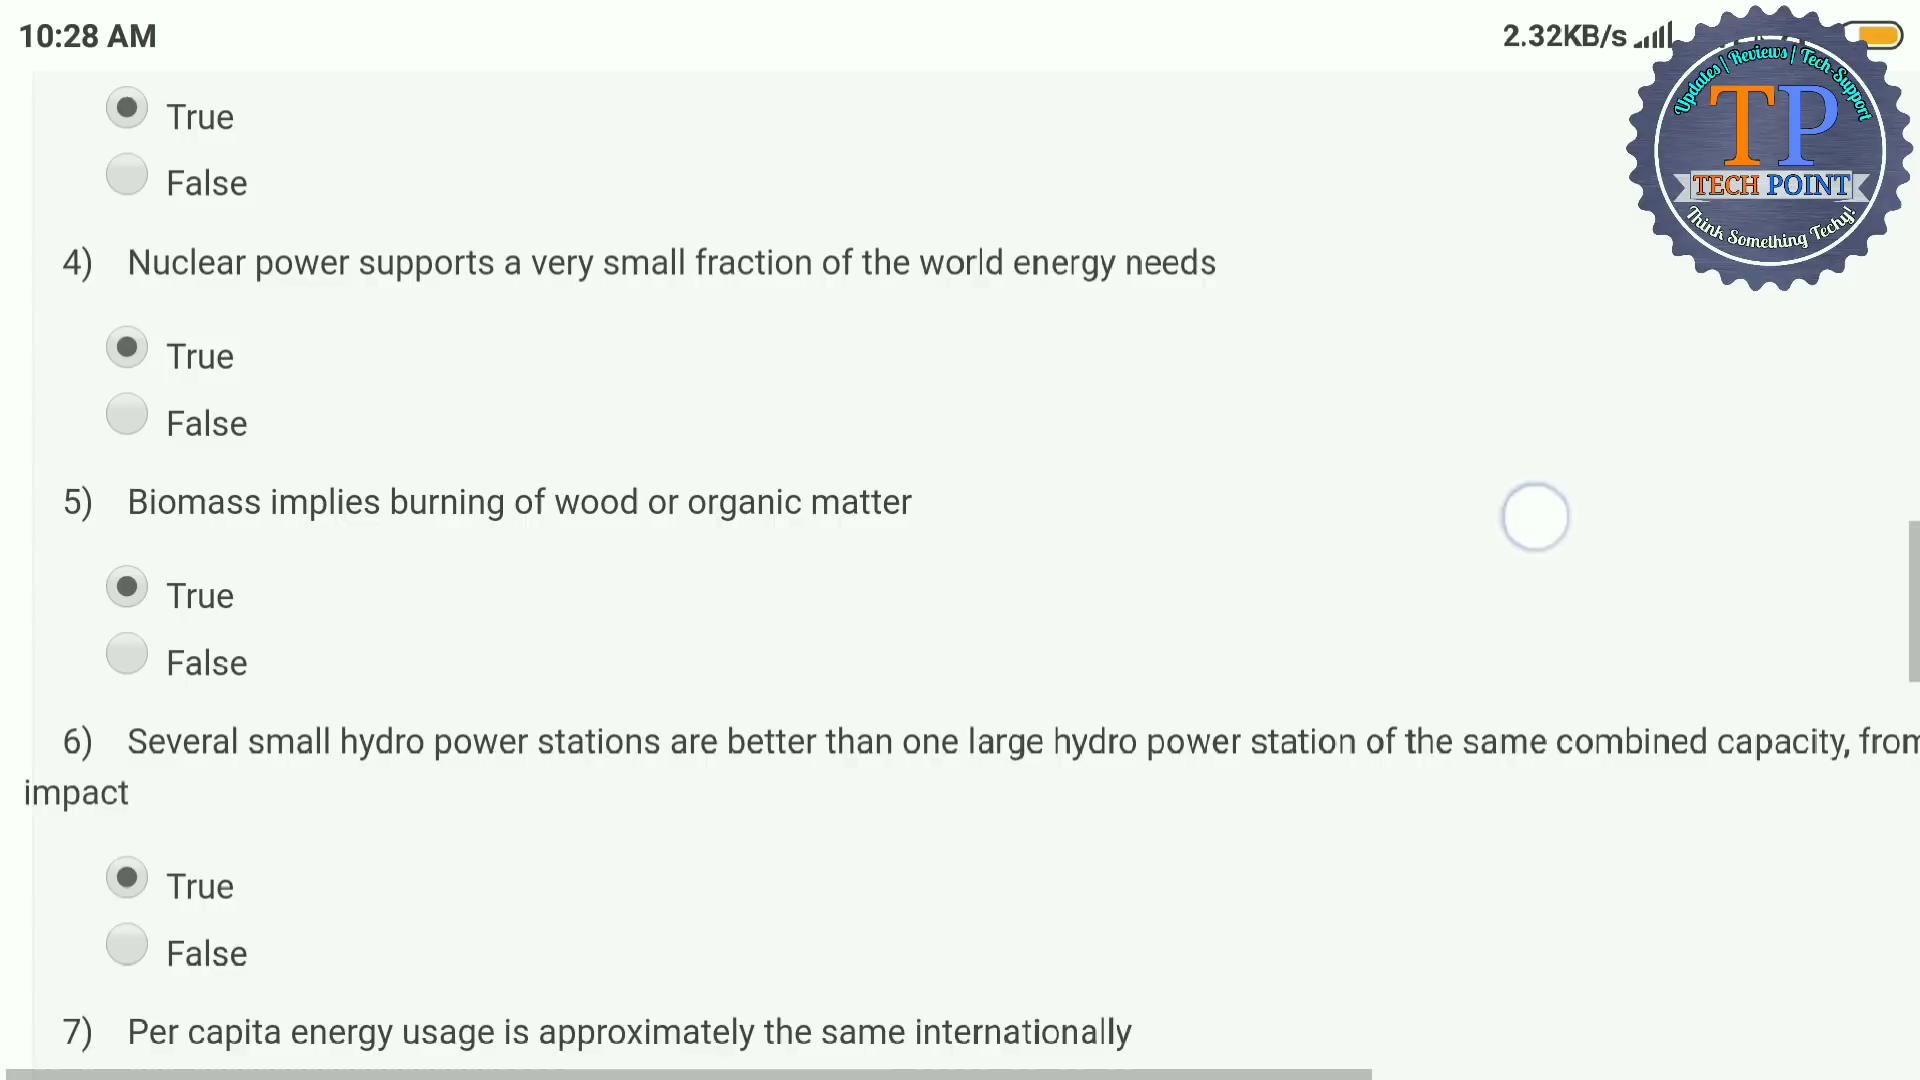 10:28 AM
2.32KB/s
Updates | Reviews | Tech-Support
TP
TECH POINT
Think Something Techy!
True
False
4) Nuclear power supports a very small fraction of the world energy needs
True
False
5) Biomass implies burning of wood or organic matter
True
False
6) Several small hydro power stations are better than one large hydro power station of the same combined capacity, from
impact
True
False
7) Per capita energy usage is approximately the same internationally